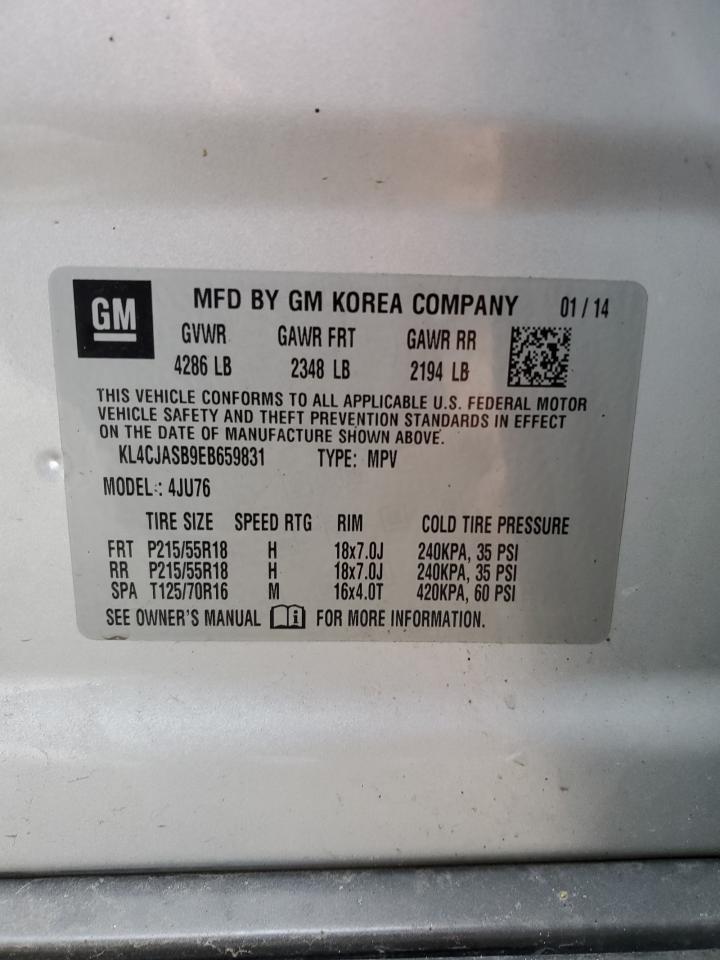 GM MFD BY GM KOREA COMPANY 01 / 14
GVWR GAWR FRT GAWR RR
4286 LB 2348 LB 2194 LB
THIS VEHICLE CONFORMS TO ALL APPLICABLE U.S. FEDERAL MOTOR
VEHICLE SAFETY AND THEFT PREVENTION STANDARDS IN EFFECT
ON THE DATE OF MANUFACTURE SHOWN ABOVE.
KL4CJASB9EB659831 TYPE: MPV
MODEL: 4JU76
TIRE SIZE SPEED RTG RIM COLD TIRE PRESSURE
FRT P215/55R18 H 18x7.0J 240KPA, 35 PSI
RR P215/55R18 H 18x7.0J 240KPA, 35 PSI
SPA T125/70R16 M 16x4.0T 420KPA, 60 PSI
SEE OWNER'S MANUAL FOR MORE INFORMATION.